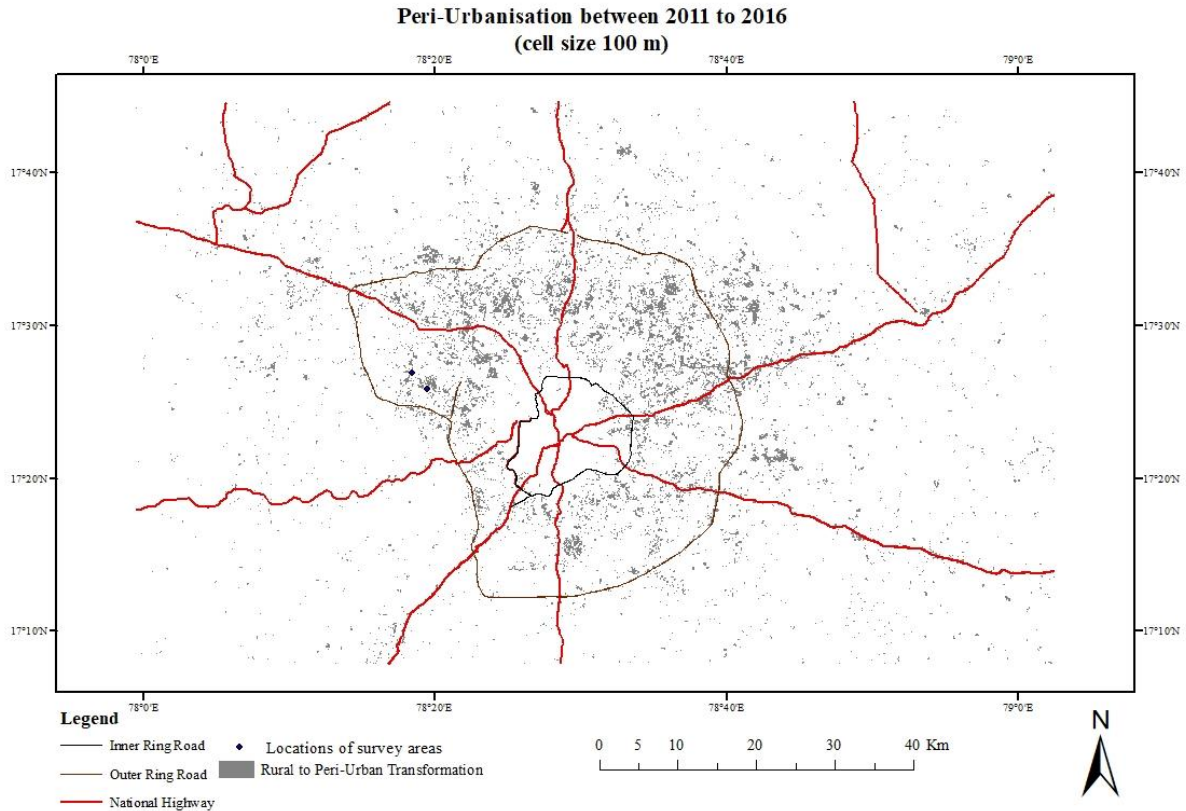 Peri-Urbanisation between 2011 to 2016
(cell size 100 m)
78°0'E 78°20'E 78°40'E 79°0'E
17°40'N 17°40'N
17°30'N 17°30'N
17°20'N 17°20'N
17°10'N 17°10'N
78°0'E 78°20'E 78°40'E 79°0'E
Legend
Inner Ring Road
Outer Ring Road
National Highway
Locations of survey areas
Rural to Peri-Urban Transformation
0 5 10 20 30 40 Km
N